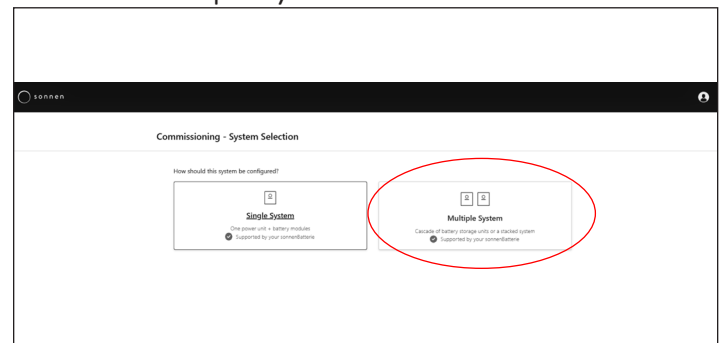 sonnen
Commissioning - System Selection
How should this system be configured?
Single System
One power unit + battery modules
Supported by your sonnenBatterie
Multiple System
Cascade of battery storage units or a stacked system
Supported by your sonnenBatterie